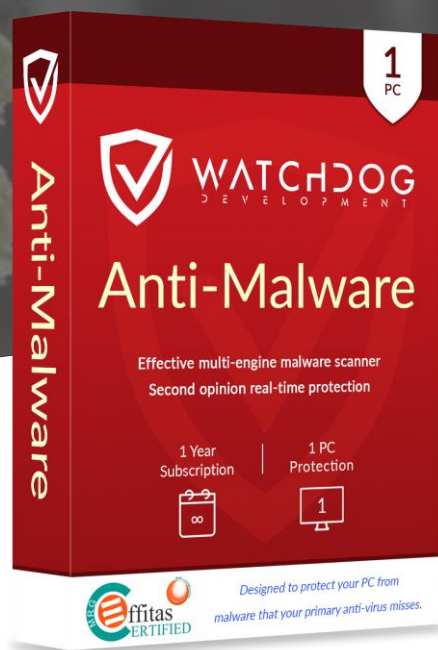 1
PC
Anti-Malware
WATCHDOG
DEVELOPMENT
Anti-Malware
Effective multi-engine malware scanner
Second opinion real-time protection
1 Year
Subscription
1 PC
Protection
∞
1
MRG
Effitas
CERTIFIED
Designed to protect your PC from
malware that your primary anti-virus misses.